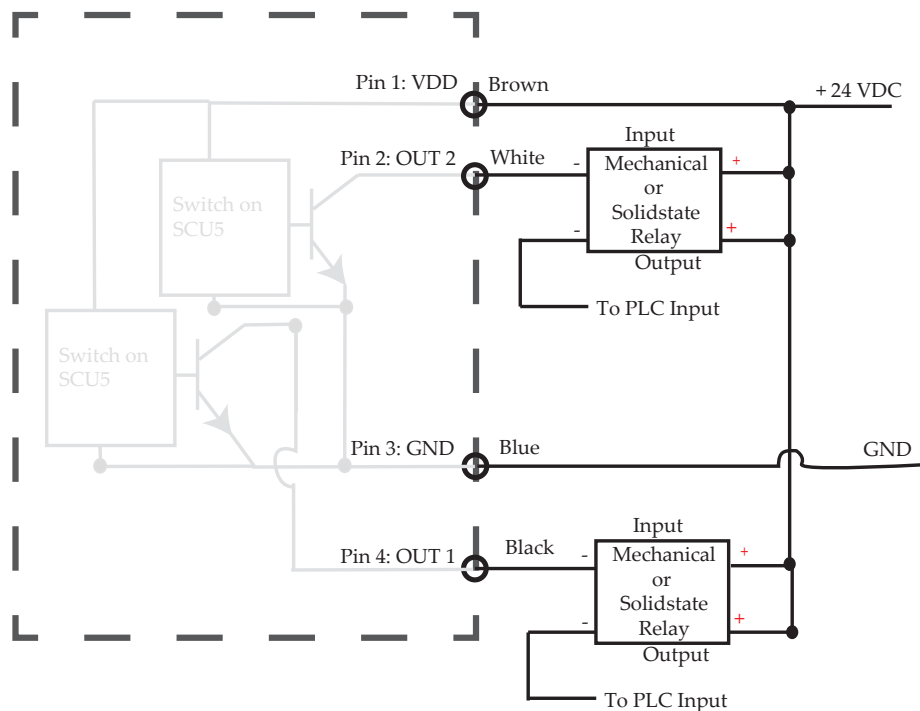 Pin 1: VDD
Brown
+ 24 VDC
Input
Pin 2: OUT 2
White
-
Mechanical
or
Solidstate
Relay
+
+
-
Output
Switch on
SCU5
To PLC Input
Switch on
SCU5
Pin 3: GND
Blue
GND
Input
Pin 4: OUT 1
Black
-
Mechanical
or
Solidstate
Relay
+
+
-
Output
To PLC Input